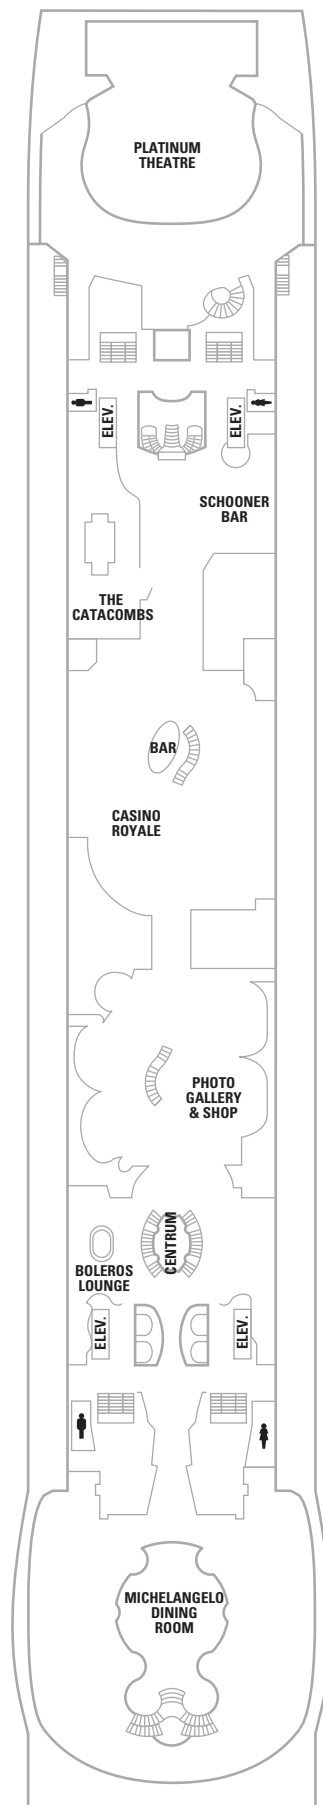 PLATINUM
THEATRE
ELEV.
ELEV.
SCHOONER
BAR
THE
CATACOMBS
BAR
CASINO
ROYALE
PHOTO
GALLERY
& SHOP
CENTRUM
BOLEROS
LOUNGE
ELEV.
ELEV.
MICHELANGELO
DINING
ROOM